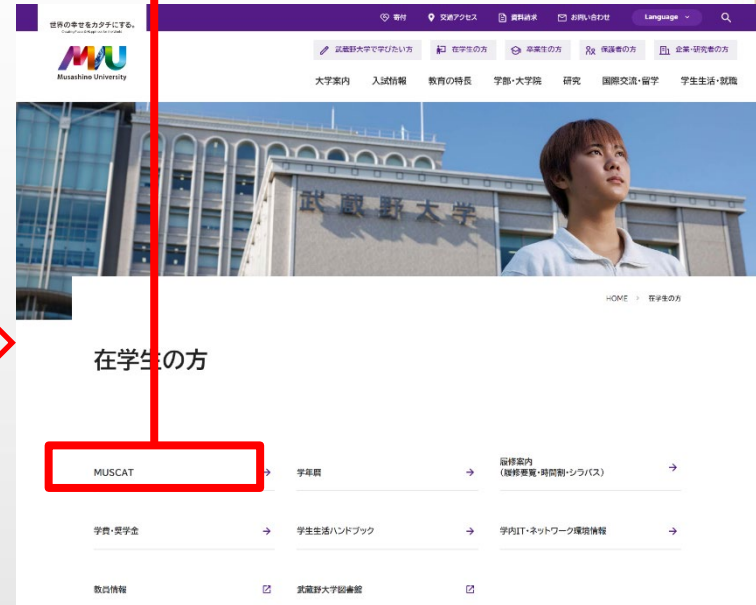 世界の幸せをカタチにする。
Creating Peace & Happiness for the World
Musashino University
寄付
交通アクセス
資料請求
お問い合わせ
Language
武蔵野大学で学びたい方
在学生の方
卒業生の方
保護者の方
企業・研究者の方
大学案内
入試情報
教育の特長
学部・大学院
研究
国際交流・留学
学生生活・就職
武蔵野大学
HOME > 在学生の方
在学生の方
MUSCAT
学年暦
履修案内
(履修要覧・時間割・シラバス)
学費・奨学金
学生生活ハンドブック
学内IT・ネットワーク環境情報
教員情報
武蔵野大学図書館